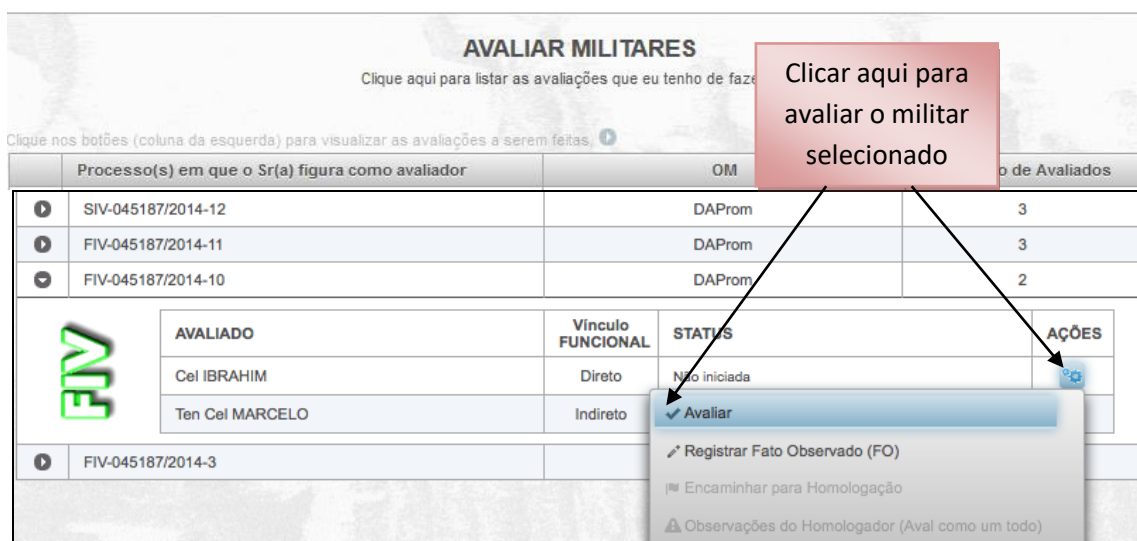 AVALIAR MILITARES
Clique aqui para listar as avaliações que eu tenho de faze
Clicar aqui para
avaliar o militar
selecionado
Clique nos botões (coluna da esquerda) para visualizar as avaliações a serem feitas,
Processo(s) em que o Sr(a) figura como avaliador OM o de Avaliados
SIV-045187/2014-12 DAProm 3
FIV-045187/2014-11 DAProm 3
FIV-045187/2014-10 DAProm 2
FIV
AVALIADO Vínculo FUNCIONAL STATUS AÇÕES
Cel IBRAHIM Direto Não iniciada
Ten Cel MARCELO Indireto
Avaliar
Registrar Fato Observado (FO)
Encaminhar para Homologação
Observações do Homologador (Aval como um todo)
FIV-045187/2014-3